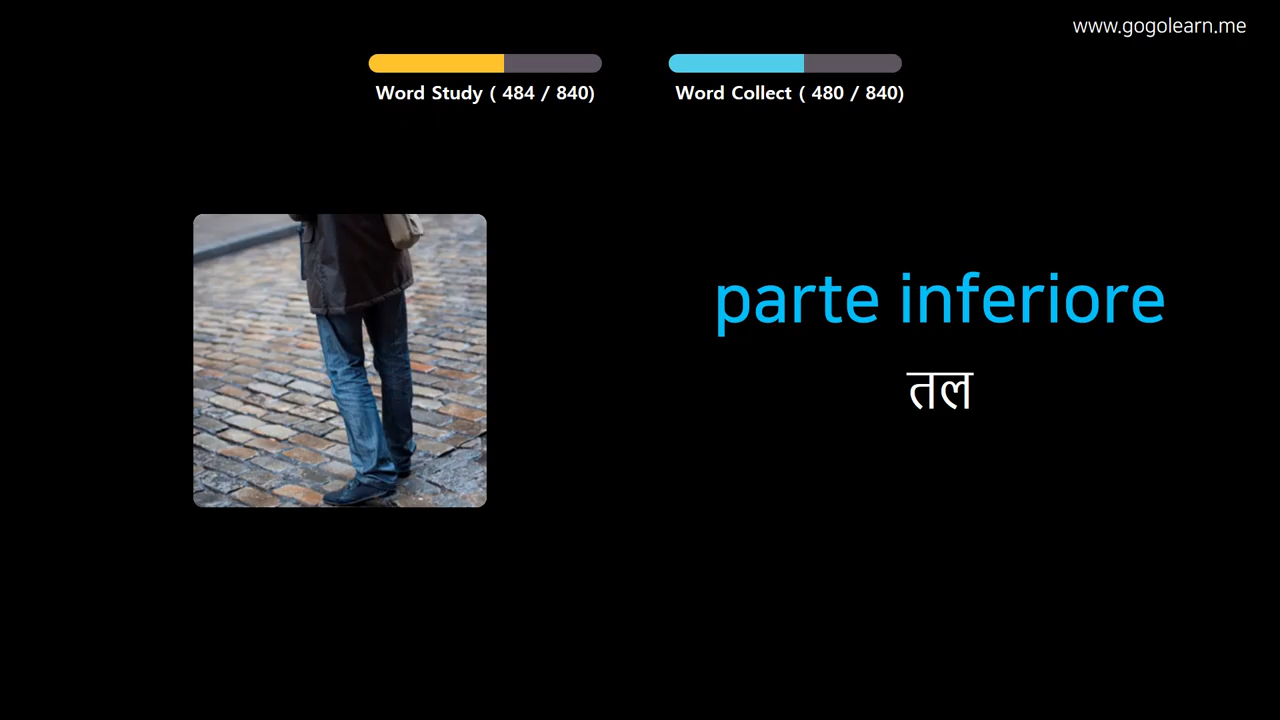 www.gogolearn.me
Word Study ( 484 / 840)
Word Collect ( 480 / 840)
parte inferiore
तल